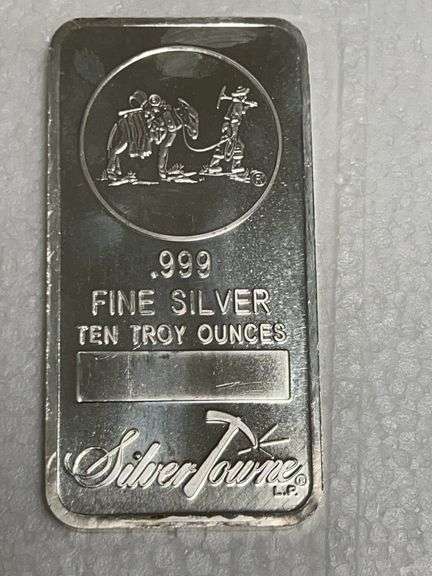 ®
.999
FINE SILVER
TEN TROY OUNCES
SilverTowne®
L.P.